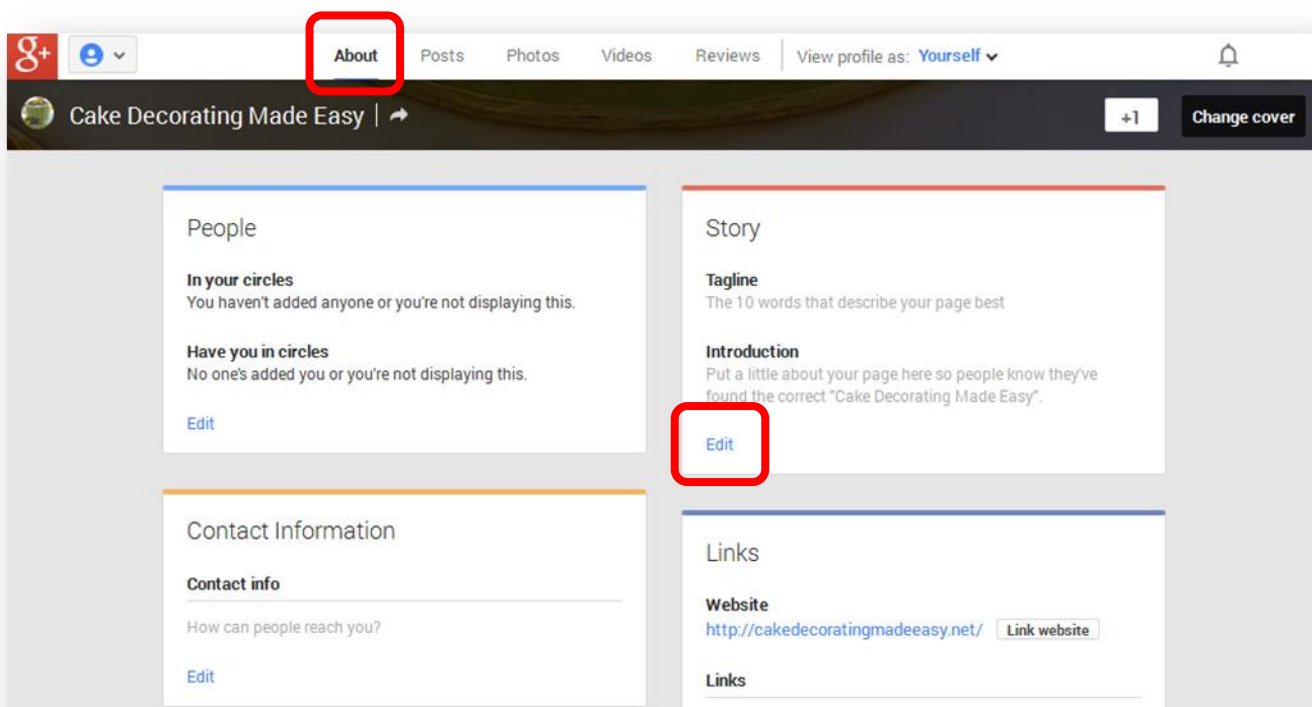 g+
About Posts Photos Videos Reviews View profile as: Yourself
Cake Decorating Made Easy
+1 Change cover
People
In your circles
You haven't added anyone or you're not displaying this.
Have you in circles
No one's added you or you're not displaying this.
Edit
Story
Tagline
The 10 words that describe your page best
Introduction
Put a little about your page here so people know they've
found the correct "Cake Decorating Made Easy".
Edit
Contact Information
Contact info
How can people reach you?
Edit
Links
Website
http://cakedecoratingmadeeasy.net/ Link website
Links